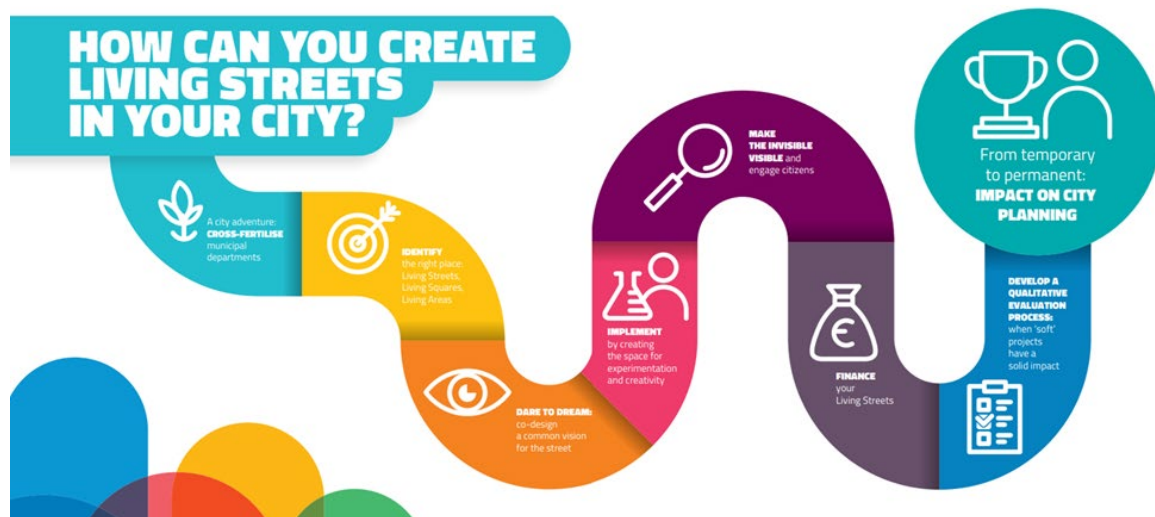 HOW CAN YOU CREATE
LIVING STREETS
IN YOUR CITY?
A city adventure:
CROSS-FERTILISE
municipal
departments
IDENTIFY
the right place:
Living Streets,
Living Squares,
Living Areas
DARE TO DREAM:
co-design
a common vision
for the street
IMPLEMENT
by creating
the space for
experimentation
and creativity
MAKE
THE INVISIBLE
VISIBLE and
engage citizens
€
FINANCE
your
Living Streets
DEVELOP A
QUALITATIVE
EVALUATION
PROCESS:
when ‘soft’
projects
have a
solid impact
From temporary
to permanent:
IMPACT ON CITY
PLANNING